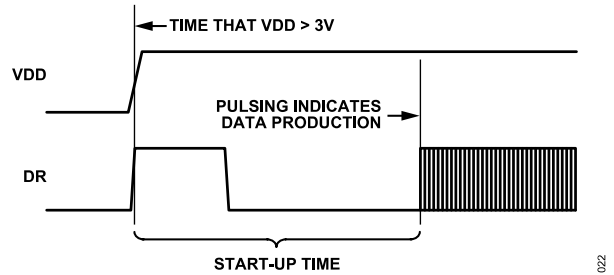 TIME THAT VDD > 3V
VDD
PULSING INDICATES
DATA PRODUCTION
DR
START-UP TIME
022